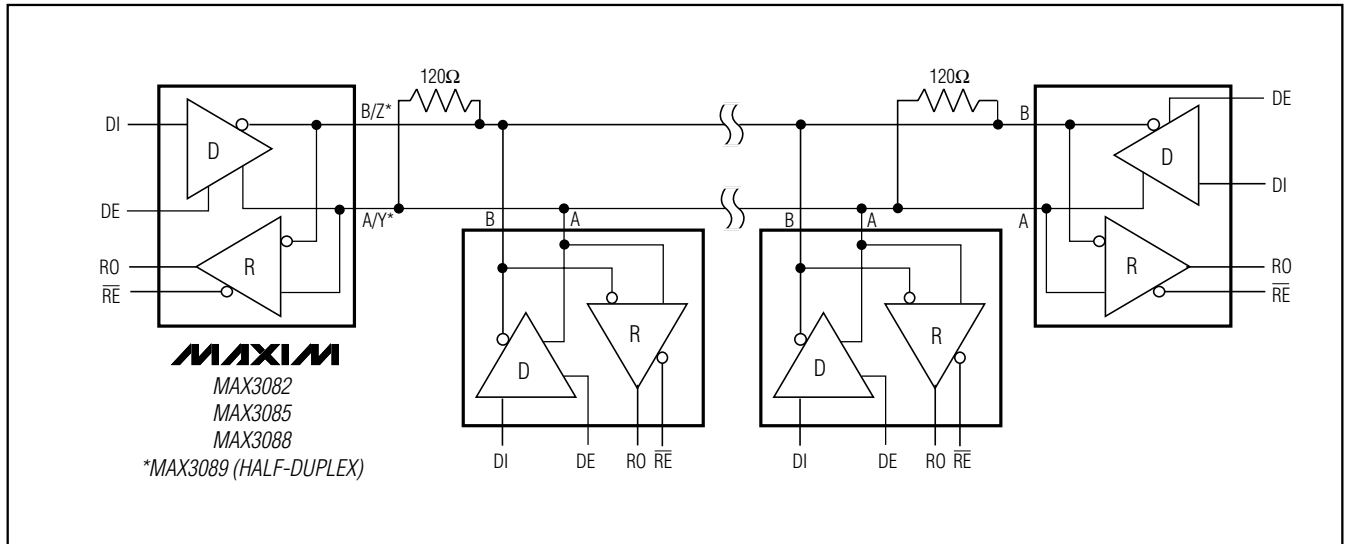 120Ω
120Ω
DI
B/Z*
B
DE
D
D
DE
A/Y*
B
A
B
A
A
DI
RO
R
R
RO
RE
RE
R
R
D
D
MAXIM
MAX3082
MAX3085
MAX3088
*MAX3089 (HALF-DUPLEX)
DI
DE
RO
RE
DI
DE
RO
RE